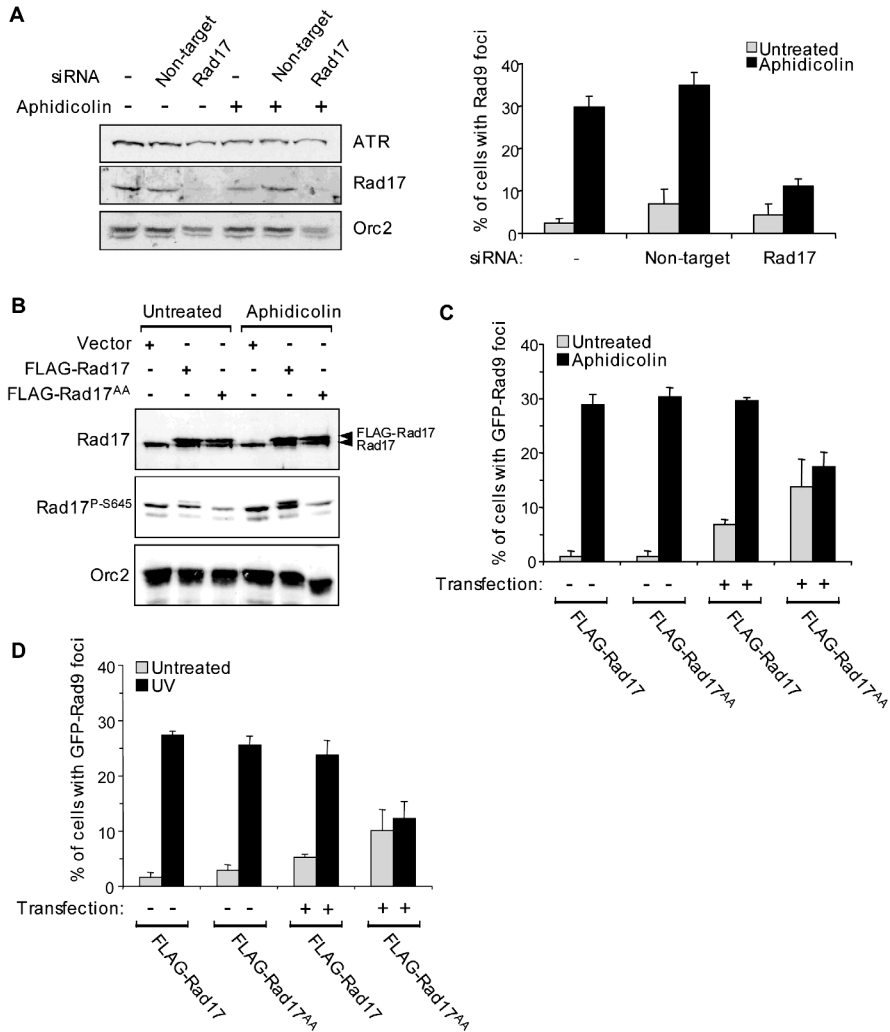 A
siRNA - Non-target Rad17 - Non-target Rad17
Aphidicolin - - - + + +
ATR
Rad17
Orc2
% of cells with Rad9 foci
40
30
20
10
0
Untreated
Aphidicolin
siRNA: - Non-target Rad17
B
Untreated Aphidicolin
Vector + - - + - -
FLAG-Rad17 - + - - + -
FLAG-Rad17AA - - + - - +
Rad17
FLAG-Rad17
Rad17
Rad17P-S645
Orc2
C
% of cells with GFP-Rad9 foci
40
30
20
10
0
Untreated
Aphidicolin
Transfection: - - - - + + + +
FLAG-Rad17 FLAG-Rad17AA FLAG-Rad17 FLAG-Rad17AA
D
% of cells with GFP-Rad9 foci
40
30
20
10
0
Untreated
UV
Transfection: - - - - + + + +
FLAG-Rad17 FLAG-Rad17AA FLAG-Rad17 FLAG-Rad17AA